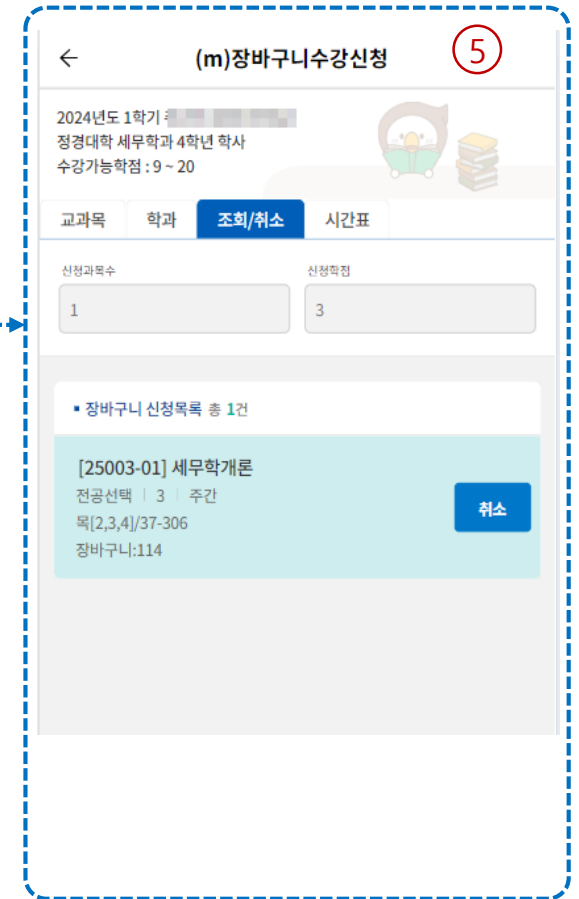 ← (m)장바구니수강신청 ⑤
2024년도 1학기
정경대학 세무학과 4학년 학사
수강가능학점 : 9 ~ 20
교과목 학과 조회/취소 시간표
신청과목수 신청학점
1 3
▪ 장바구니 신청목록 총 1건
[25003-01] 세무학개론
전공선택 | 3 | 주간
취소
목[2,3,4]/37-306
장바구니:114